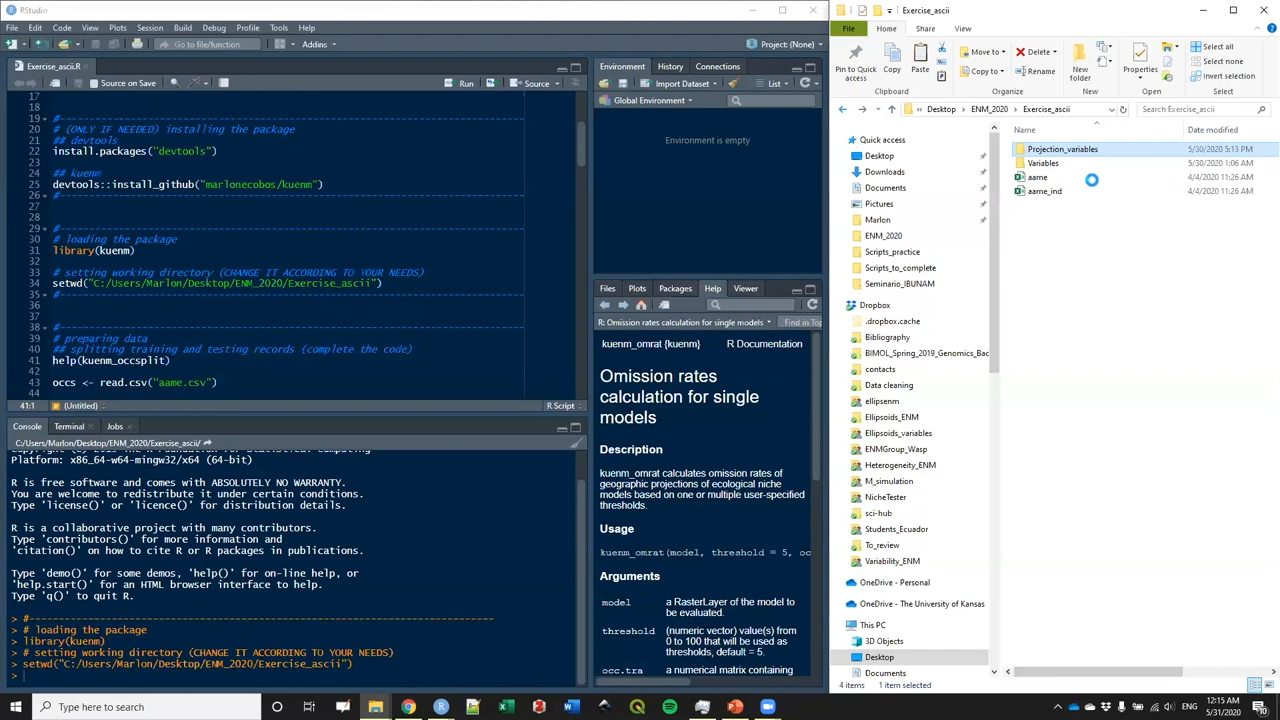 RStudio
File Edit Code View Plots Session Build Debug Profile Tools Help
Go to file/function Addins Project: (None)
Exercise_ascii.R
Source on Save Run Source
17
18
19 #
20 # (ONLY IF NEEDED) installing the package
21 ## devtools
22 install.packages("devtools")
23
24 ## kuenm
25 devtools::install_github("marlonecobos/kuenm")
26 #
27
28
29 #
30 # loading the package
31 library(kuenm)
32
33 # setting working directory (CHANGE IT ACCORDING TO YOUR NEEDS)
34 setwd("C:/Users/Marlon/Desktop/ENM_2020/Exercise_ascii")
35 #
36
37
38 #
39 # preparing data
40 ## splitting training and testing records (complete the code)
41 help(kuenm_occsplit)
42
43 occs <- read.csv("aame.csv")
44
41:1 (Untitled) R Script
Console Terminal Jobs
C:/Users/Marlon/Desktop/ENM_2020/Exercise_ascii/
Platform: x86_64-w64-mingw32/x64 (64-bit)
R is free software and comes with ABSOLUTELY NO WARRANTY.
You are welcome to redistribute it under certain conditions.
Type 'license()' or 'licence()' for distribution details.
R is a collaborative project with many contributors.
Type 'contributors()' for more information and
'citation()' on how to cite R or R packages in publications.
Type 'demo()' for some demos, 'help()' for on-line help, or
'help.start()' for an HTML browser interface to help.
Type 'q()' to quit R.
> #
> # loading the package
> library(kuenm)
> # setting working directory (CHANGE IT ACCORDING TO YOUR NEEDS)
> setwd("C:/Users/Marlon/Desktop/ENM_2020/Exercise_ascii")
>
Environment History Connections
Import Dataset List
Global Environment
Environment is empty
Files Plots Packages Help Viewer
R: Omission rates calculation for single models Find in Top
kuenm_omrat {kuenm} R Documentation
Omission rates
calculation for single
models
Description
kuenm_omrat calculates omission rates of
geographic projections of ecological niche
models based on one or multiple user-specified
thresholds.
Usage
kuenm_omrat(model, threshold = 5, oc
Arguments
model a RasterLayer of the model to
be evaluated.
threshold (numeric vector) value(s) from
0 to 100 that will be used as
thresholds, default = 5.
occ.tra a numerical matrix containing
Exercise_ascii
File Home Share View
Pin to Quick access Copy Paste Move to Copy to Delete Rename New folder Properties Select all Select none Invert selection
Clipboard Organize New Open Select
Desktop ENM_2020 Exercise_ascii Search Exercise_ascii
Name Date modified
Projection_variables 5/30/2020 5:13 PM
Variables 5/30/2020 1:06 AM
aame 4/4/2020 11:26 AM
aame_ind 4/4/2020 11:26 AM
Quick access
Desktop
Downloads
Documents
Pictures
Marlon
ENM_2020
Scripts_practice
Scripts_to_complete
Seminario_IBUNAM
Dropbox
.dropbox.cache
Bibliography
BIMOL_Spring_2019_Genomics_Bac
contacts
Data cleaning
ellipsenm
Ellipsoids_ENM
Ellipsoids_variables
ENMGroup_Wasp
Heterogeneity_ENM
M_simulation
NicheTester
sci-hub
Students_Ecuador
To_review
Variability_ENM
OneDrive - Personal
OneDrive - The University of Kansas
This PC
3D Objects
Desktop
Documents
4 items 1 item selected
Type here to search
ENG
12:15 AM
5/31/2020